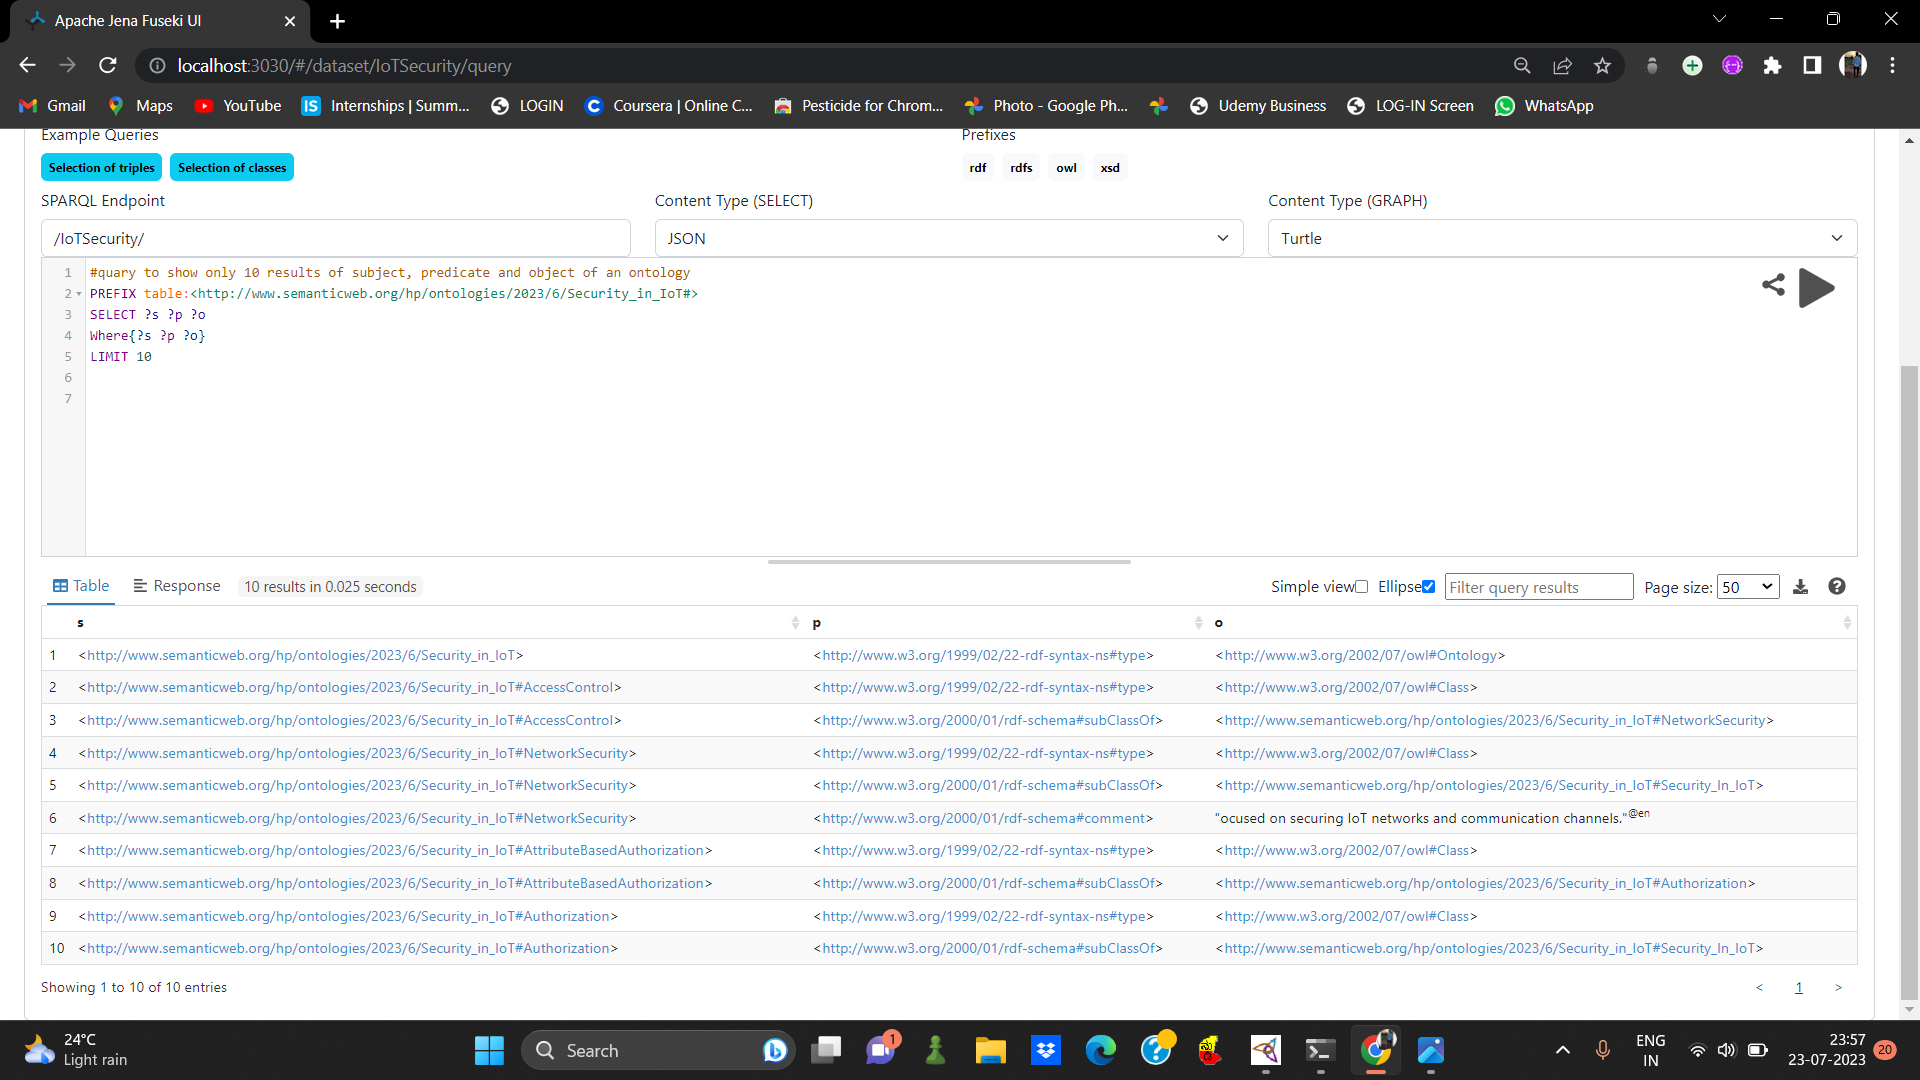 Apache Jena Fuseki UI
localhost:3030/#/dataset/IoTSecurity/query
Gmail Maps YouTube IS Internships | Summ... LOGIN Coursera | Online C... Pesticide for Chrom... Photo - Google Ph... Udemy Business LOG-IN Screen WhatsApp
Example Queries Prefixes
Selection of triples Selection of classes rdf rdfs owl xsd
SPARQL Endpoint Content Type (SELECT) Content Type (GRAPH)
/IoTSecurity/ JSON Turtle
1 #quary to show only 10 results of subject, predicate and object of an ontology
2 PREFIX table:<http://www.semanticweb.org/hp/ontologies/2023/6/Security_in_IoT#>
3 SELECT ?s ?p ?o
4 Where{?s ?p ?o}
5 LIMIT 10
6
7
Table Response 10 results in 0.025 seconds Simple view Ellipse Filter query results Page size: 50
s p o
1 <http://www.semanticweb.org/hp/ontologies/2023/6/Security_in_IoT> <http://www.w3.org/1999/02/22-rdf-syntax-ns#type> <http://www.w3.org/2002/07/owl#Ontology>
2 <http://www.semanticweb.org/hp/ontologies/2023/6/Security_in_IoT#AccessControl> <http://www.w3.org/1999/02/22-rdf-syntax-ns#type> <http://www.w3.org/2002/07/owl#Class>
3 <http://www.semanticweb.org/hp/ontologies/2023/6/Security_in_IoT#AccessControl> <http://www.w3.org/2000/01/rdf-schema#subClassOf> <http://www.semanticweb.org/hp/ontologies/2023/6/Security_in_IoT#NetworkSecurity>
4 <http://www.semanticweb.org/hp/ontologies/2023/6/Security_in_IoT#NetworkSecurity> <http://www.w3.org/1999/02/22-rdf-syntax-ns#type> <http://www.w3.org/2002/07/owl#Class>
5 <http://www.semanticweb.org/hp/ontologies/2023/6/Security_in_IoT#NetworkSecurity> <http://www.w3.org/2000/01/rdf-schema#subClassOf> <http://www.semanticweb.org/hp/ontologies/2023/6/Security_in_IoT#Security_In_IoT>
6 <http://www.semanticweb.org/hp/ontologies/2023/6/Security_in_IoT#NetworkSecurity> <http://www.w3.org/2000/01/rdf-schema#comment> "ocused on securing IoT networks and communication channels."@en
7 <http://www.semanticweb.org/hp/ontologies/2023/6/Security_in_IoT#AttributeBasedAuthorization> <http://www.w3.org/1999/02/22-rdf-syntax-ns#type> <http://www.w3.org/2002/07/owl#Class>
8 <http://www.semanticweb.org/hp/ontologies/2023/6/Security_in_IoT#AttributeBasedAuthorization> <http://www.w3.org/2000/01/rdf-schema#subClassOf> <http://www.semanticweb.org/hp/ontologies/2023/6/Security_in_IoT#Authorization>
9 <http://www.semanticweb.org/hp/ontologies/2023/6/Security_in_IoT#Authorization> <http://www.w3.org/1999/02/22-rdf-syntax-ns#type> <http://www.w3.org/2002/07/owl#Class>
10 <http://www.semanticweb.org/hp/ontologies/2023/6/Security_in_IoT#Authorization> <http://www.w3.org/2000/01/rdf-schema#subClassOf> <http://www.semanticweb.org/hp/ontologies/2023/6/Security_in_IoT#Security_In_IoT>
Showing 1 to 10 of 10 entries < 1 >
24°C
Light rain
Search
1
ENG
IN
23:57
23-07-2023
20